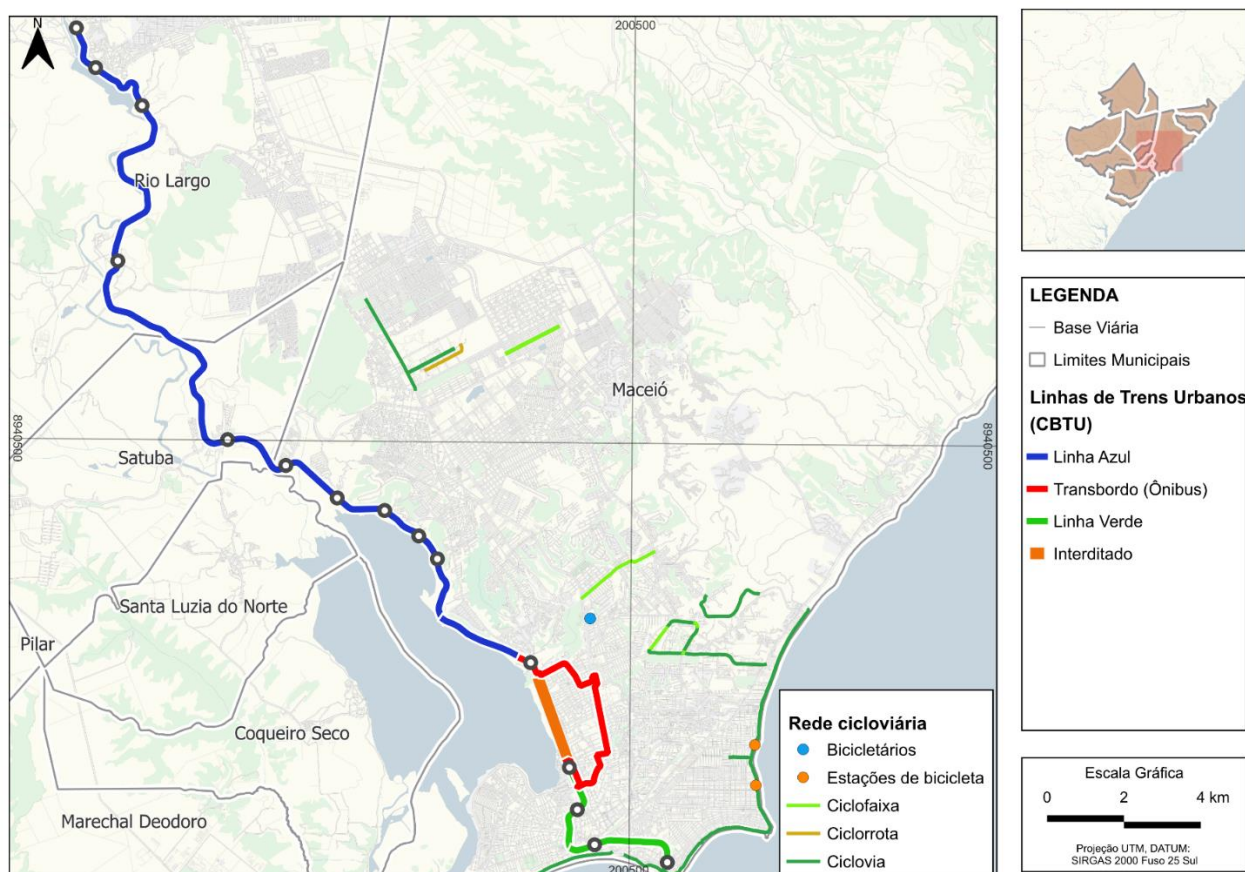 N
200500
Rio Largo
Maceió
8940500
8940500
Satuba
Santa Luzia do Norte
Pilar
Coqueiro Seco
Marechal Deodoro
200500
Rede cicloviária
Bicicletários
Estações de bicicleta
Ciclofaixa
Ciclorrota
Ciclovia
LEGENDA
Base Viária
Limites Municipais
Linhas de Trens Urbanos
(CBTU)
Linha Azul
Transbordo (Ônibus)
Linha Verde
Interditado
Escala Gráfica
0 2 4 km
Projeção UTM, DATUM:
SIRGAS 2000 Fuso 25 Sul